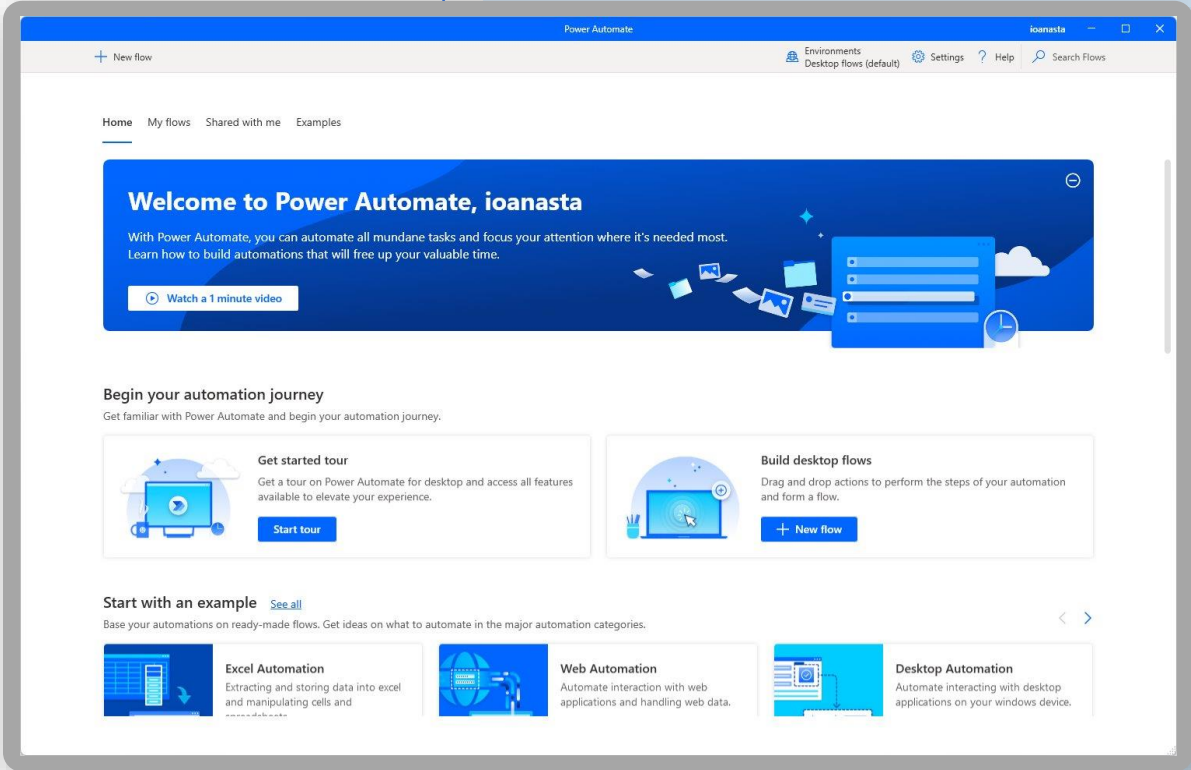 Power Automate
ioanasta
New flow
Environments
Desktop flows (default)
Settings
Help
Search Flows
Home My flows Shared with me Examples
Welcome to Power Automate, ioanasta
With Power Automate, you can automate all mundane tasks and focus your attention where it's needed most.
Learn how to build automations that will free up your valuable time.
Watch a 1 minute video
Begin your automation journey
Get familiar with Power Automate and begin your automation journey.
Get started tour
Get a tour on Power Automate for desktop and access all features
available to elevate your experience.
Start tour
Build desktop flows
Drag and drop actions to perform the steps of your automation
and form a flow.
New flow
Start with an example See all
Base your automations on ready-made flows. Get ideas on what to automate in the major automation categories.
Excel Automation
Extracting and storing data into excel
and manipulating cells and
Web Automation
Automate interaction with web
applications and handling web data.
Desktop Automation
Automate interacting with desktop
applications on your windows device.